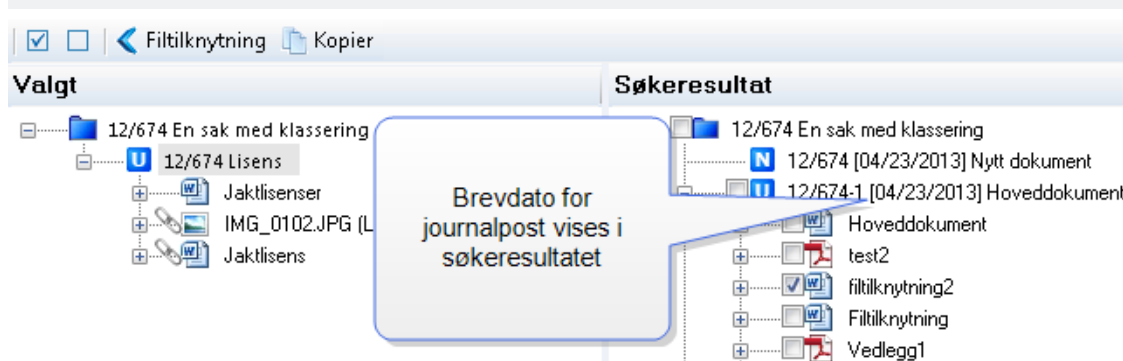 Filtilknytning Kopier
Valgt
Søkeresultat
12/674 En sak med klassering
U 12/674 Lisens
Jaktlisenser
IMG_0102.JPG (L
Jaktlisens
Brevdato for
journalpost vises i
søkeresultatet
12/674 En sak med klassering
N 12/674 [04/23/2013] Nytt dokument
U 12/674-1 [04/23/2013] Hoveddokument
Hoveddokument
test2
filtilknytning2
Filtilknytning
Vedlegg1